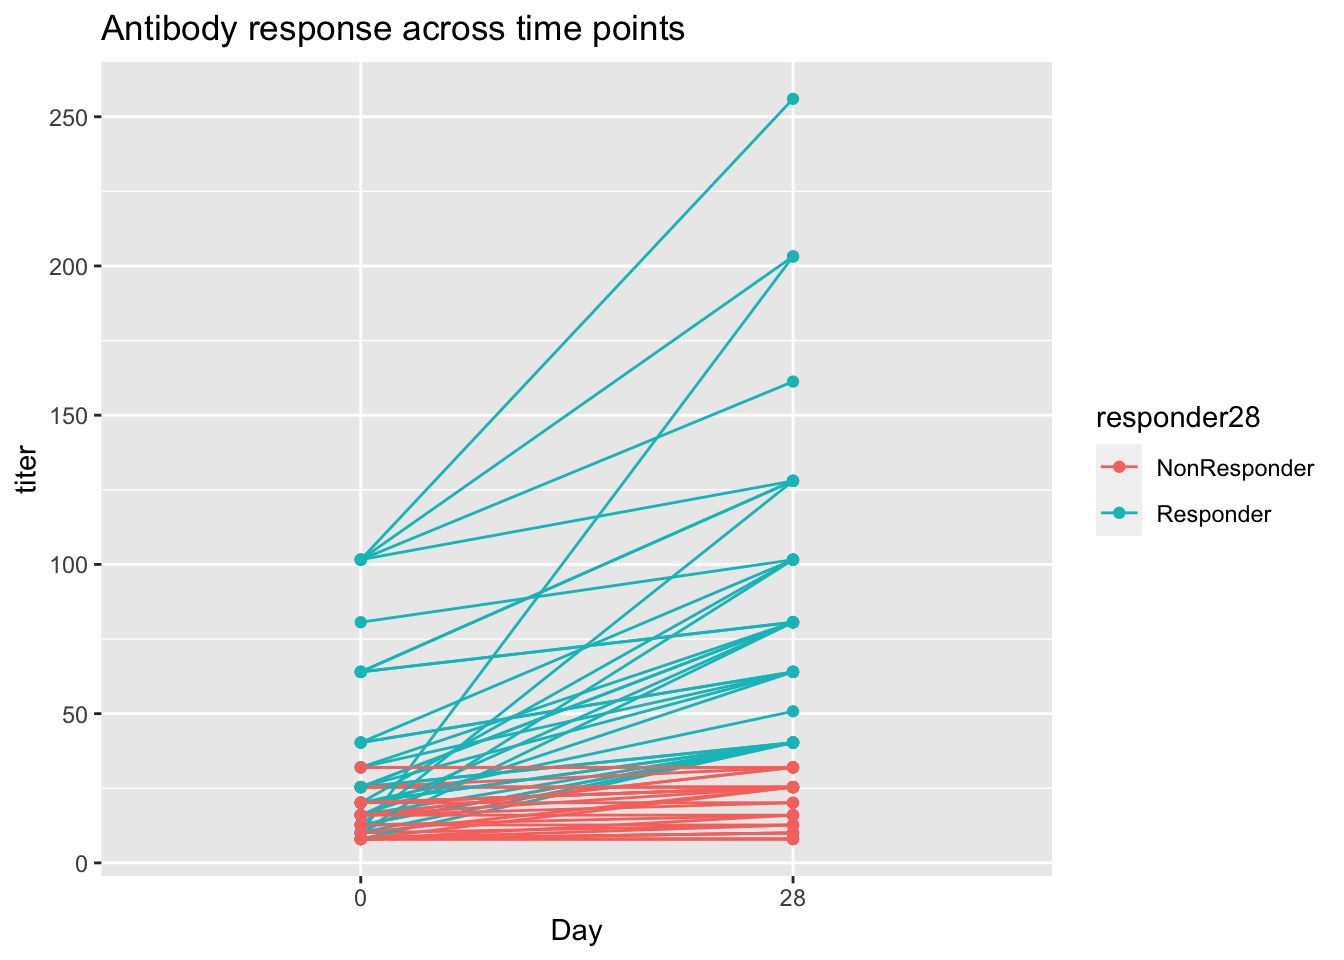 Antibody response across time points
250
200
150
100
50
0
titer
0 28
Day
responder28
NonResponder
Responder